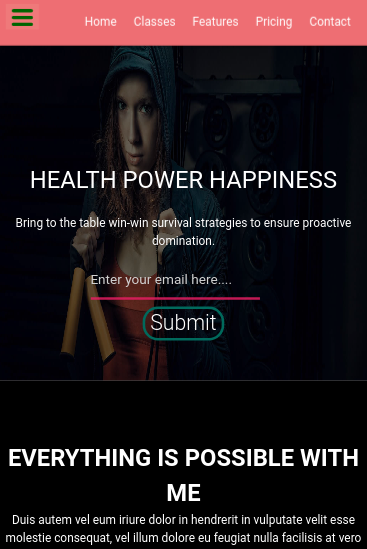 Home Classes Features Pricing Contact
HEALTH POWER HAPPINESS
Bring to the table win-win survival strategies to ensure proactive
domination.
Enter your email here....
Submit
EVERYTHING IS POSSIBLE WITH
ME
Duis autem vel eum iriure dolor in hendrerit in vulputate velit esse
molestie consequat, vel illum dolore eu feugiat nulla facilisis at vero